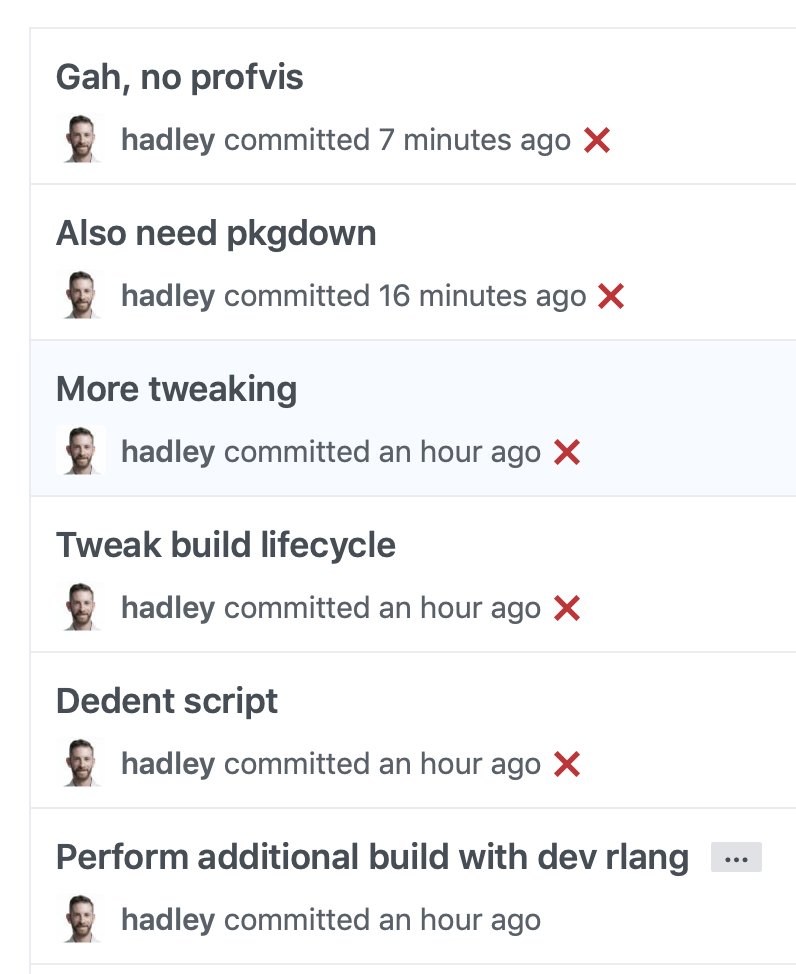 Gah, no profvis
hadley committed 7 minutes ago ❌
Also need pkgdown
hadley committed 16 minutes ago ❌
More tweaking
hadley committed an hour ago ❌
Tweak build lifecycle
hadley committed an hour ago ❌
Dedent script
hadley committed an hour ago ❌
Perform additional build with dev rlang ...
hadley committed an hour ago